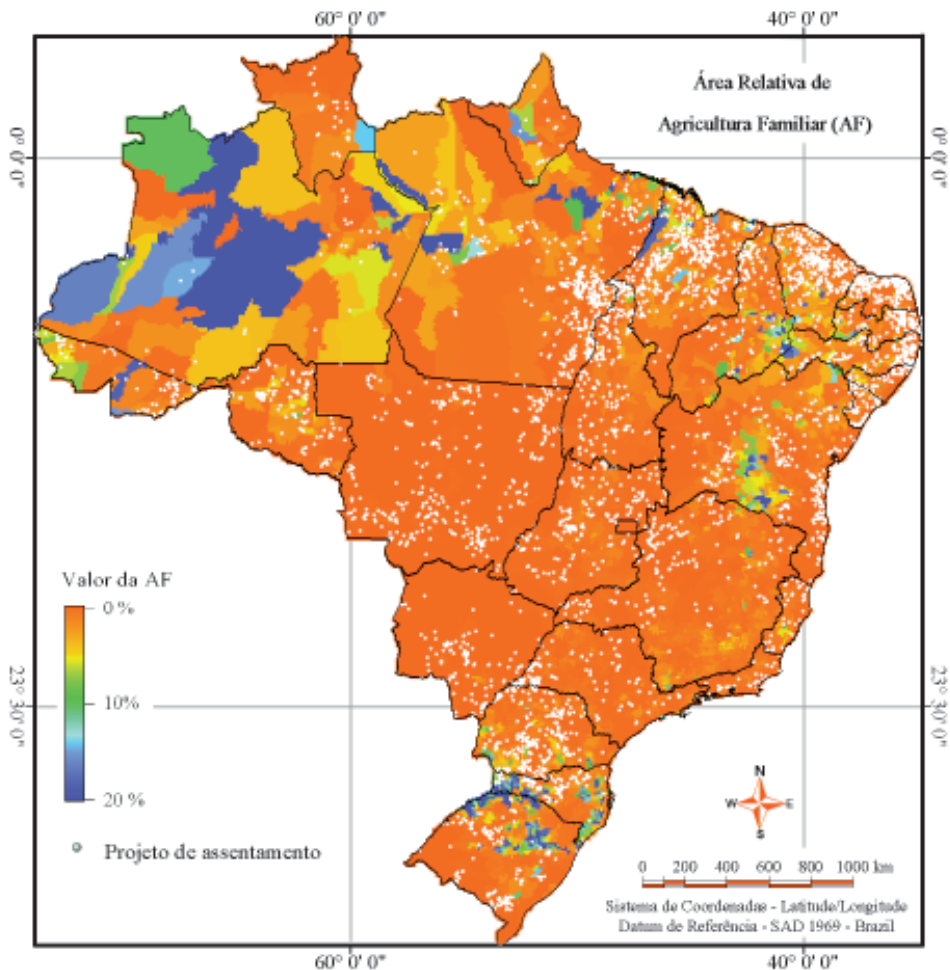 60° 0' 0"
40° 0' 0"
Área Relativa de
Agricultura Familiar (AF)
0° 0' 0"
0° 0' 0"
Valor da AF
0 %
10%
20 %
Projeto de assentamento
23° 30' 0"
23° 30' 0"
N
W
E
S
0 200 400 600 800 1000 km
Sistema de Coordenadas - Latitude/Longitude
Datum de Referência - SAD 1969 - Brazil
60° 0' 0"
40° 0' 0"